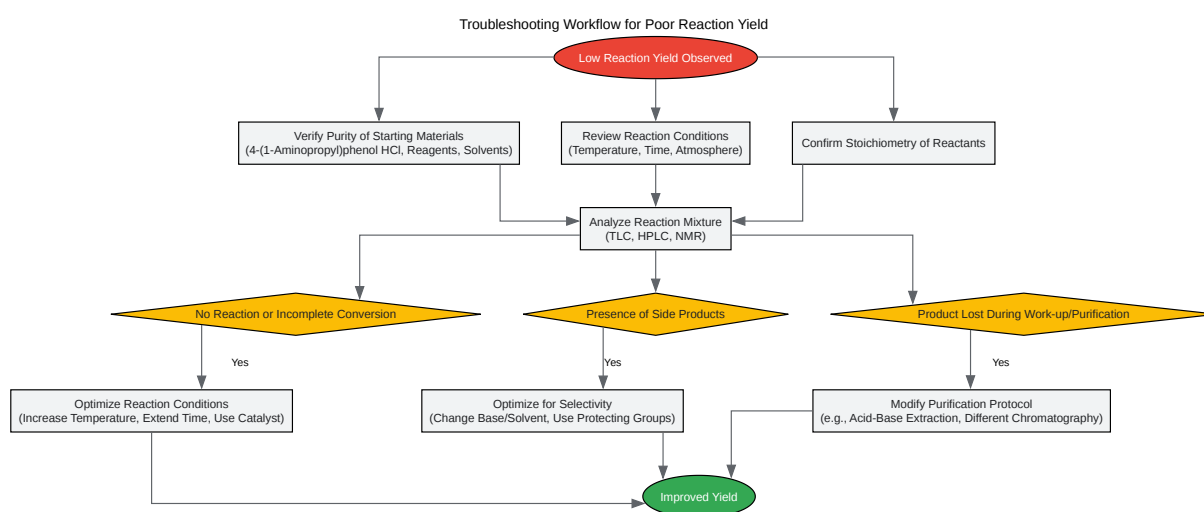 Troubleshooting Workflow for Poor Reaction Yield
Low Reaction Yield Observed
Verify Purity of Starting Materials
(4-(1-Aminopropyl)phenol HCl, Reagents, Solvents)
Review Reaction Conditions
(Temperature, Time, Atmosphere)
Confirm Stoichiometry of Reactants
Analyze Reaction Mixture
(TLC, HPLC, NMR)
No Reaction or Incomplete Conversion
Presence of Side Products
Product Lost During Work-up/Purification
Yes
Yes
Yes
Optimize Reaction Conditions
(Increase Temperature, Extend Time, Use Catalyst)
Optimize for Selectivity
(Change Base/Solvent, Use Protecting Groups)
Modify Purification Protocol
(e.g., Acid-Base Extraction, Different Chromatography)
Improved Yield